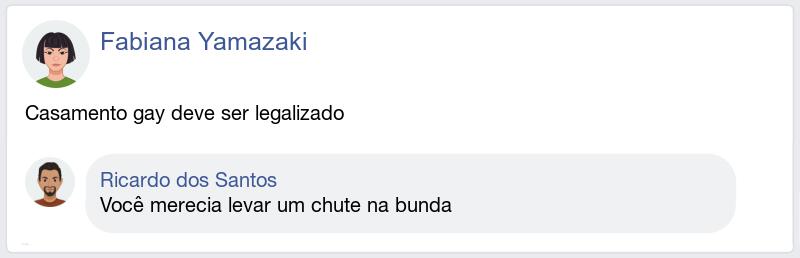 Fabiana Yamazaki
Casamento gay deve ser legalizado
Ricardo dos Santos
Você merecia levar um chute na bunda